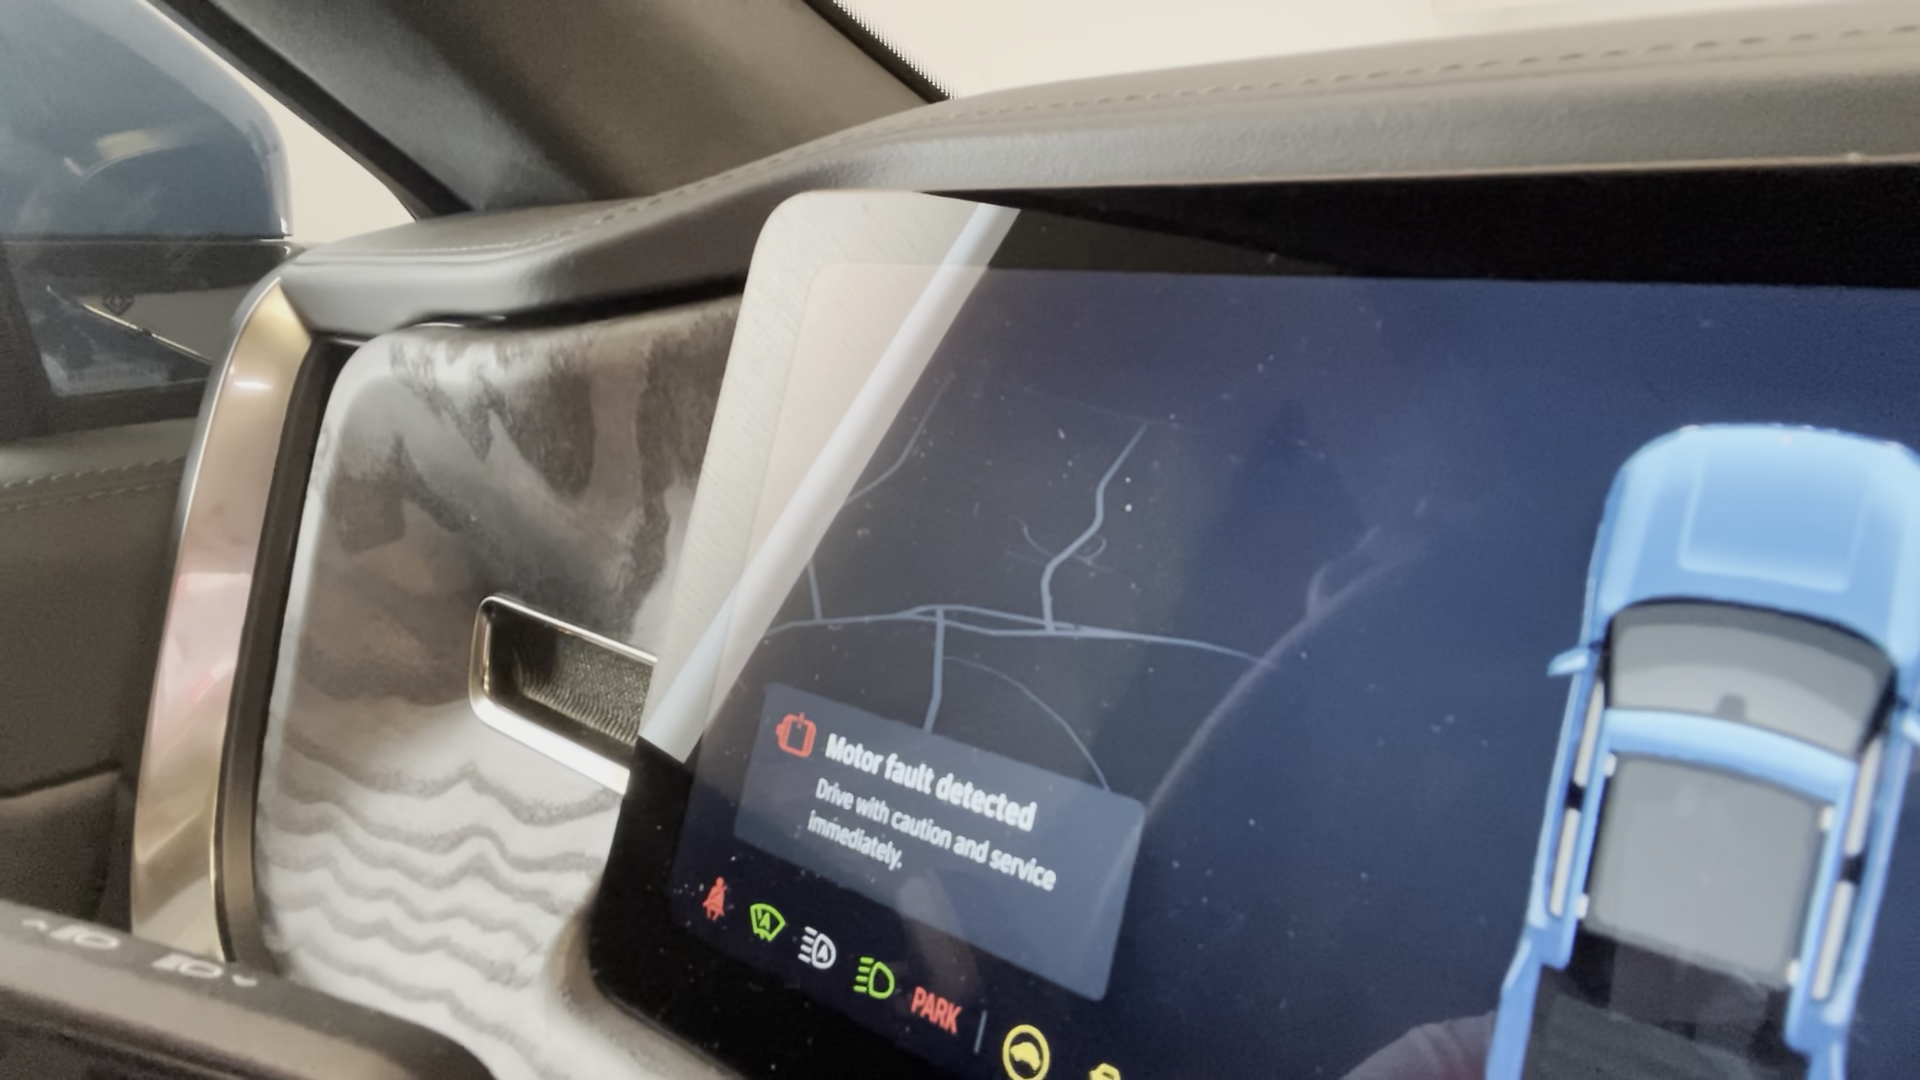 Motor fault detected
Drive with caution and service
immediately.
A
A
PARK